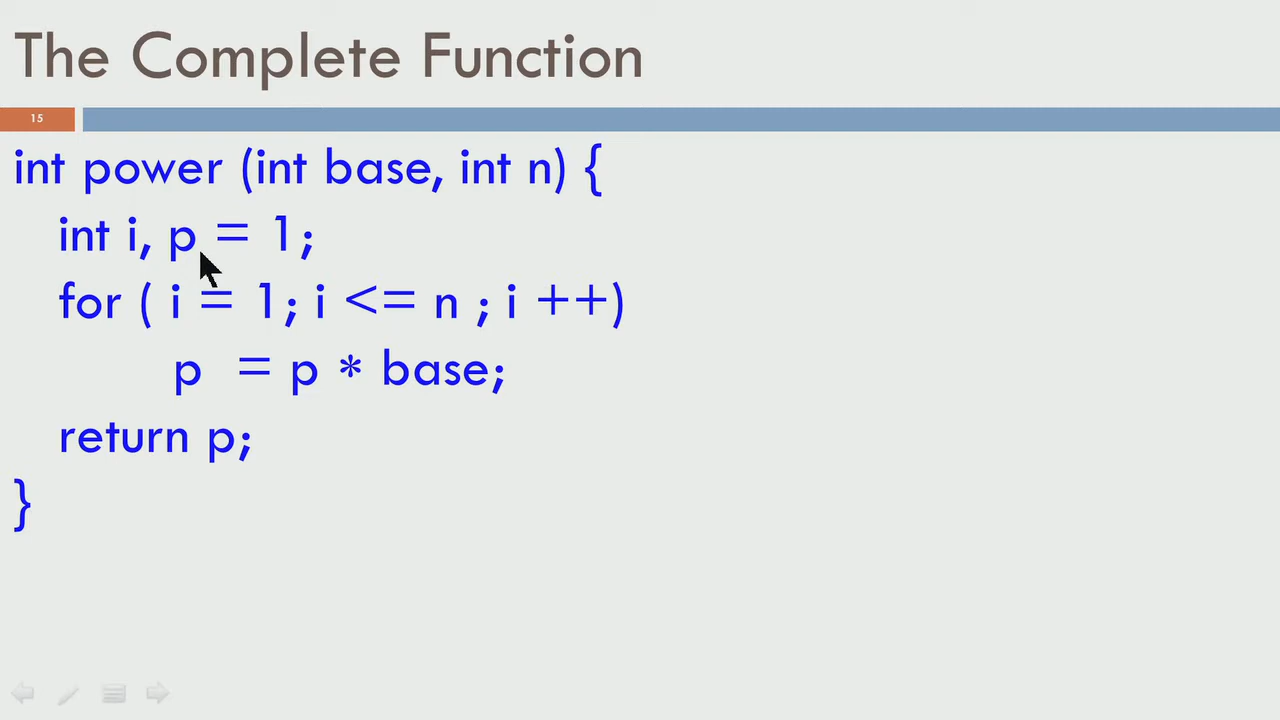 The Complete Function
15
int power (int base, int n) {
int i, p = 1;
for ( i = 1; i <= n ; i ++)
p = p * base;
return p;
}